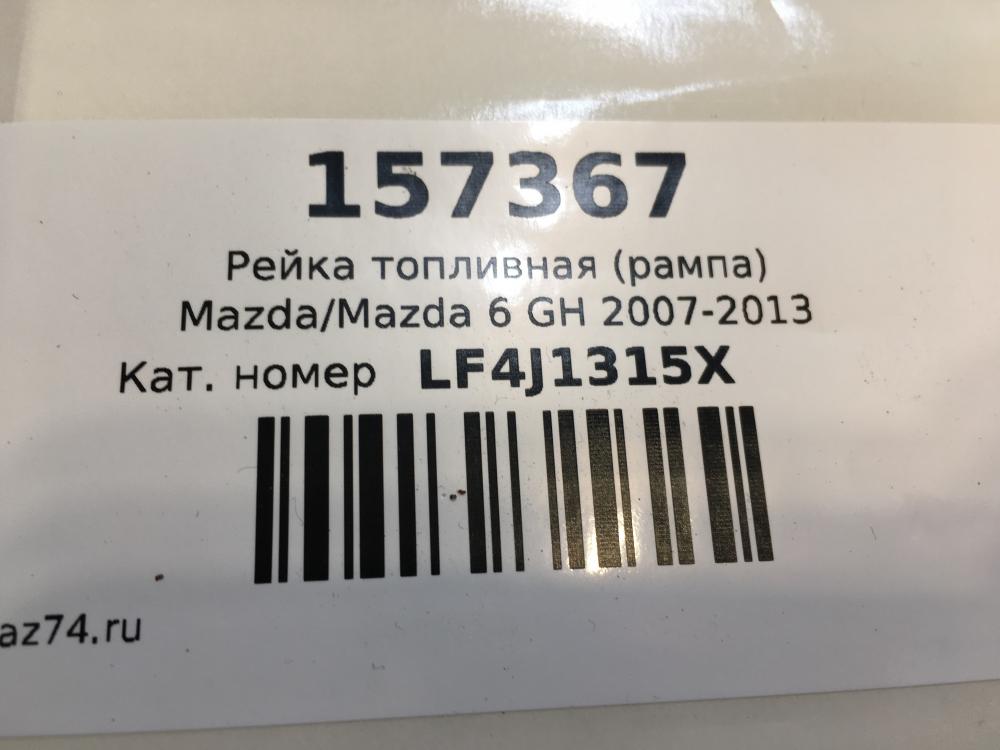 157367
Рейка топливная (рампа)
Mazda/Mazda 6 GH 2007-2013
Кат. номер LF4J1315X
az74.ru